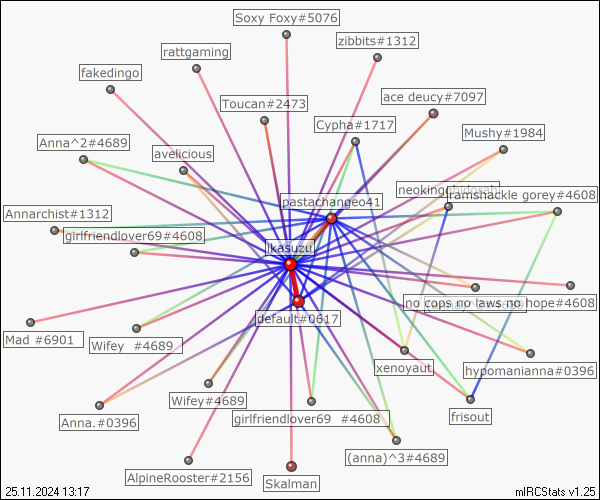 Soxy Foxy#5076
zibbits#1312
rattgaming
fakedingo
ace deucy#7097
Toucan#2473
Cypha#1717
Mushy#1984
Anna^2#4689
avelicious
ramshackle gorey#4608
pastachangeo41
Annarchist#1312
girlfriendlover69#4608
jkasuzu
no cops no laws no hope#4608
default#0617
Mad #6901
Wifey #4689
xenoyaut
hypomanianna#0396
Wifey#4689
Anna.#0396
girlfriendlover69 #4608
frisout
(anna)^3#4689
AlpineRooster#2156
Skalman
25.11.2024 13:17
mIRCStats v1.25